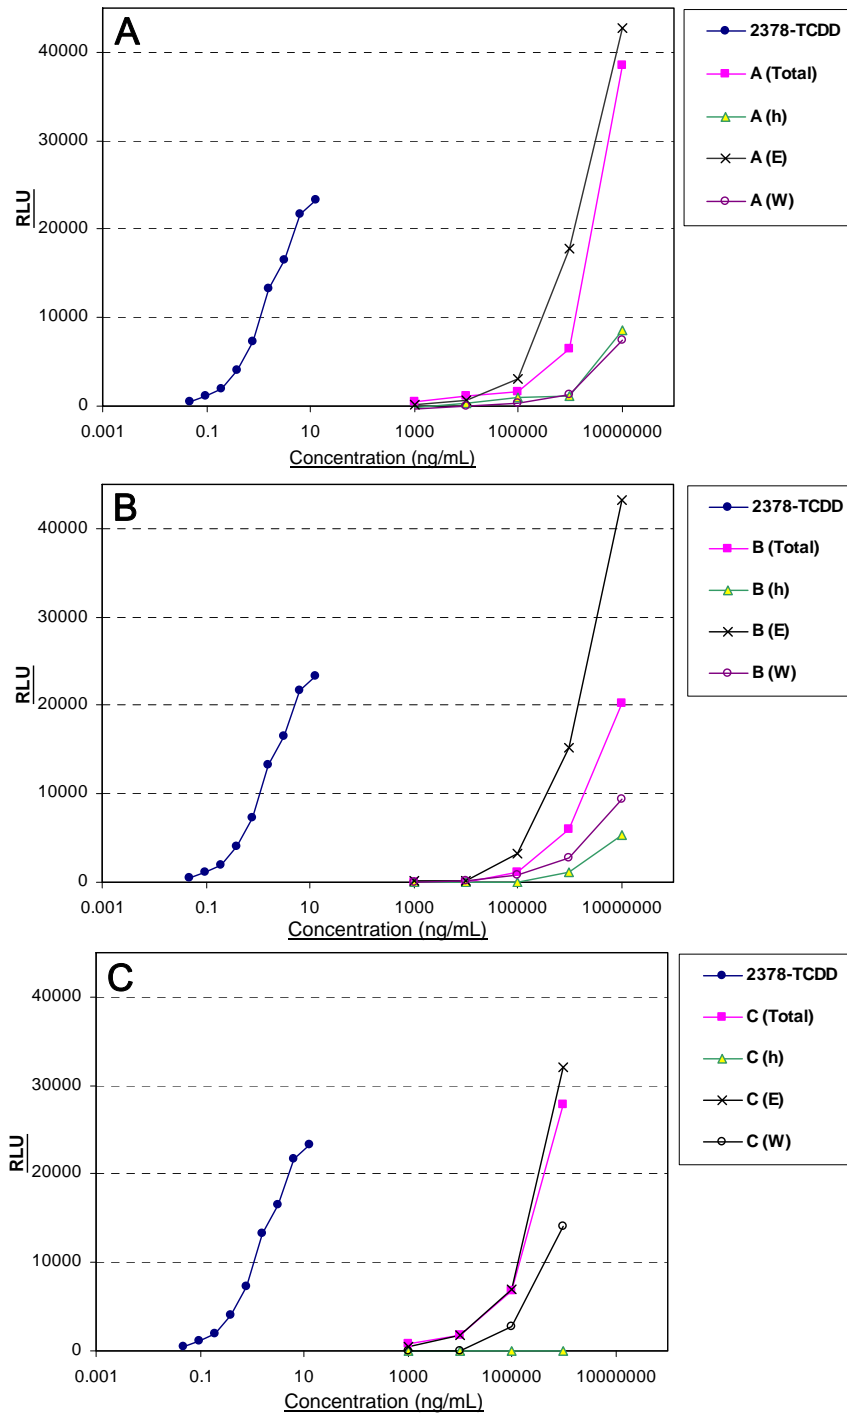 A
40000
30000
20000
10000
0
RLU
0.001
0.1
10
1000
100000
10000000
Concentration (ng/mL)
2378-TCDD
A (Total)
A (h)
A (E)
A (W)
B
40000
30000
20000
10000
0
RLU
0.001
0.1
10
1000
100000
10000000
Concentration (ng/mL)
2378-TCDD
B (Total)
B (h)
B (E)
B (W)
C
40000
30000
20000
10000
0
RLU
0.001
0.1
10
1000
100000
10000000
Concentration (ng/mL)
2378-TCDD
C (Total)
C (h)
C (E)
C (W)